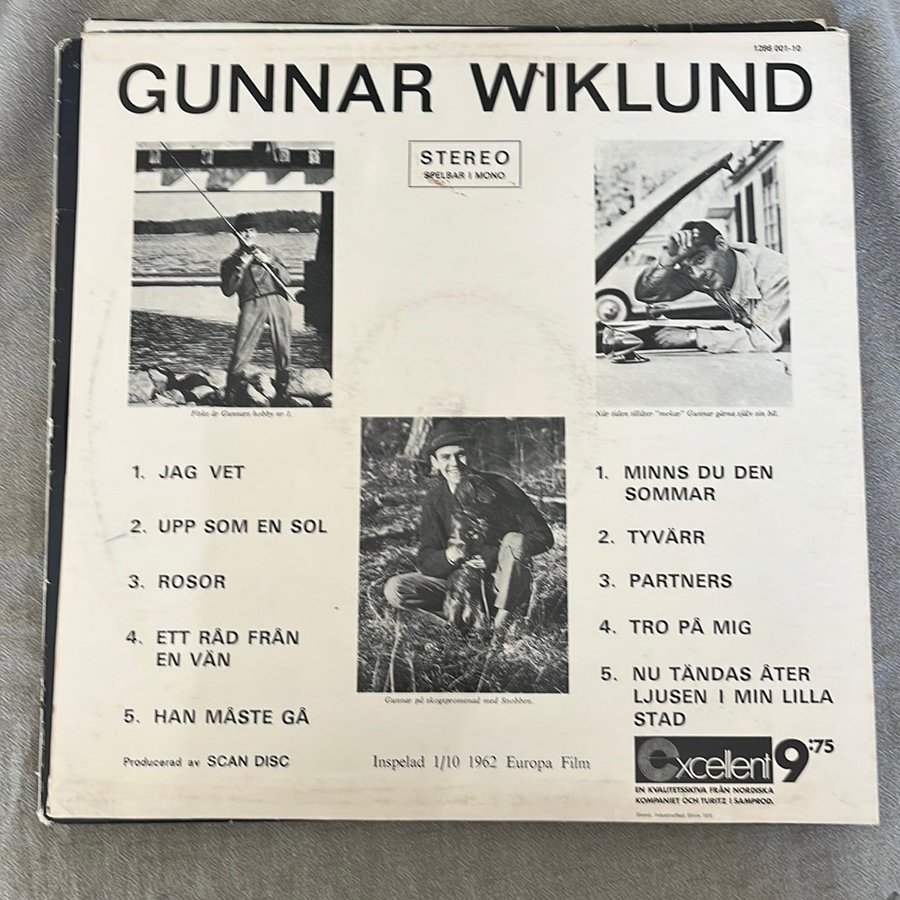 1286 001-10
GUNNAR WIKLUND
STEREO
SPELBAR I MONO
Fiske är Gunnars hobby nr 1.
När tiden tillåter "mekar" Gunnar gärna själv sin bil.
1. JAG VET
2. UPP SOM EN SOL
3. ROSOR
4. ETT RÅD FRÅN
EN VÄN
5. HAN MÅSTE GÅ
Gunnar på skogspromenad med Snobben.
1. MINNS DU DEN
SOMMAR
2. TYVÄRR
3. PARTNERS
4. TRO PÅ MIG
5. NU TÄNDAS ÅTER
LJUSEN I MIN LILLA
STAD
Producerad av SCAN DISC
Inspelad 1/10 1962 Europa Film
excellent 9:75
EN KVALITETSSKIVA FRÅN NORDISKA
KOMPANIET OCH TURITZ I SAMPROD.